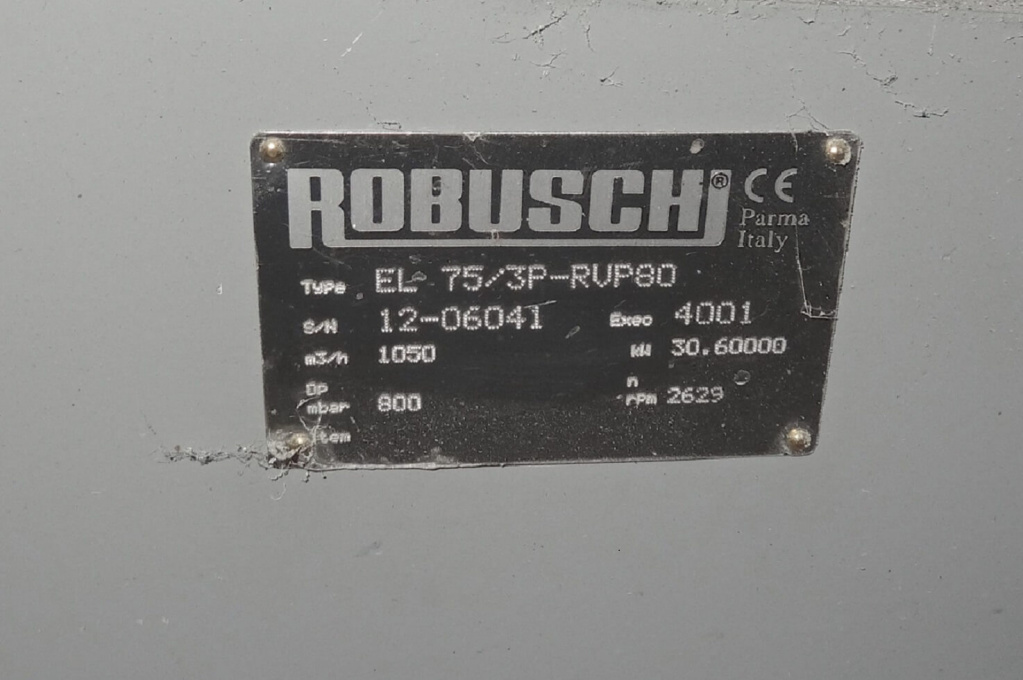 ROBUSCHI® CE
Parma
Italy
Type EL 75/3P-RVP80
S/N 12-06041 Exec 4001
m3/h 1050 kW 30.60000
Dp
mbar 800
n
rpm 2629